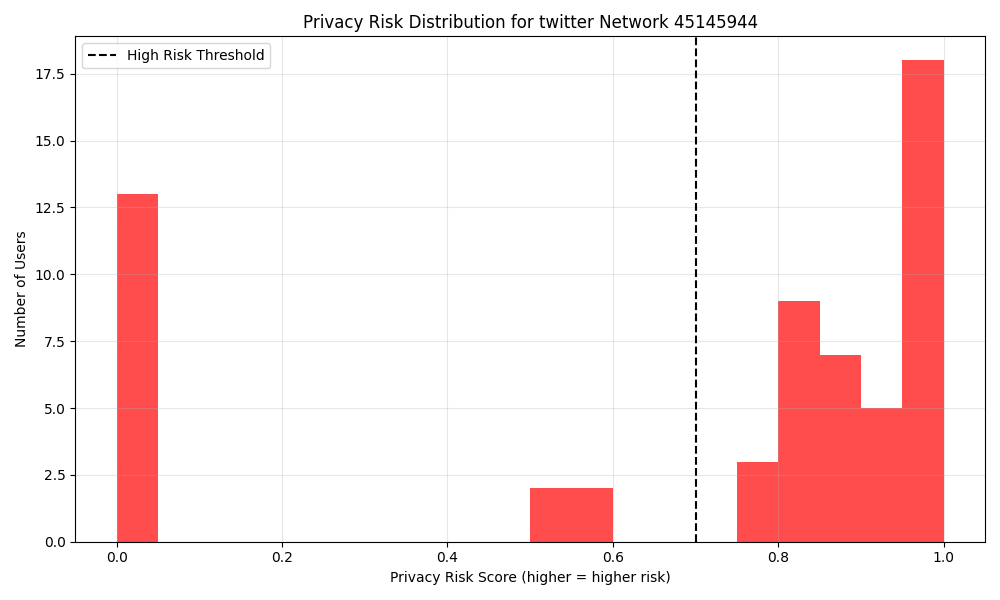 Privacy Risk Distribution for twitter Network 45145944
High Risk Threshold
17.5
15.0
12.5
10.0
7.5
5.0
2.5
0.0
Number of Users
0.0 0.2 0.4 0.6 0.8 1.0
Privacy Risk Score (higher = higher risk)